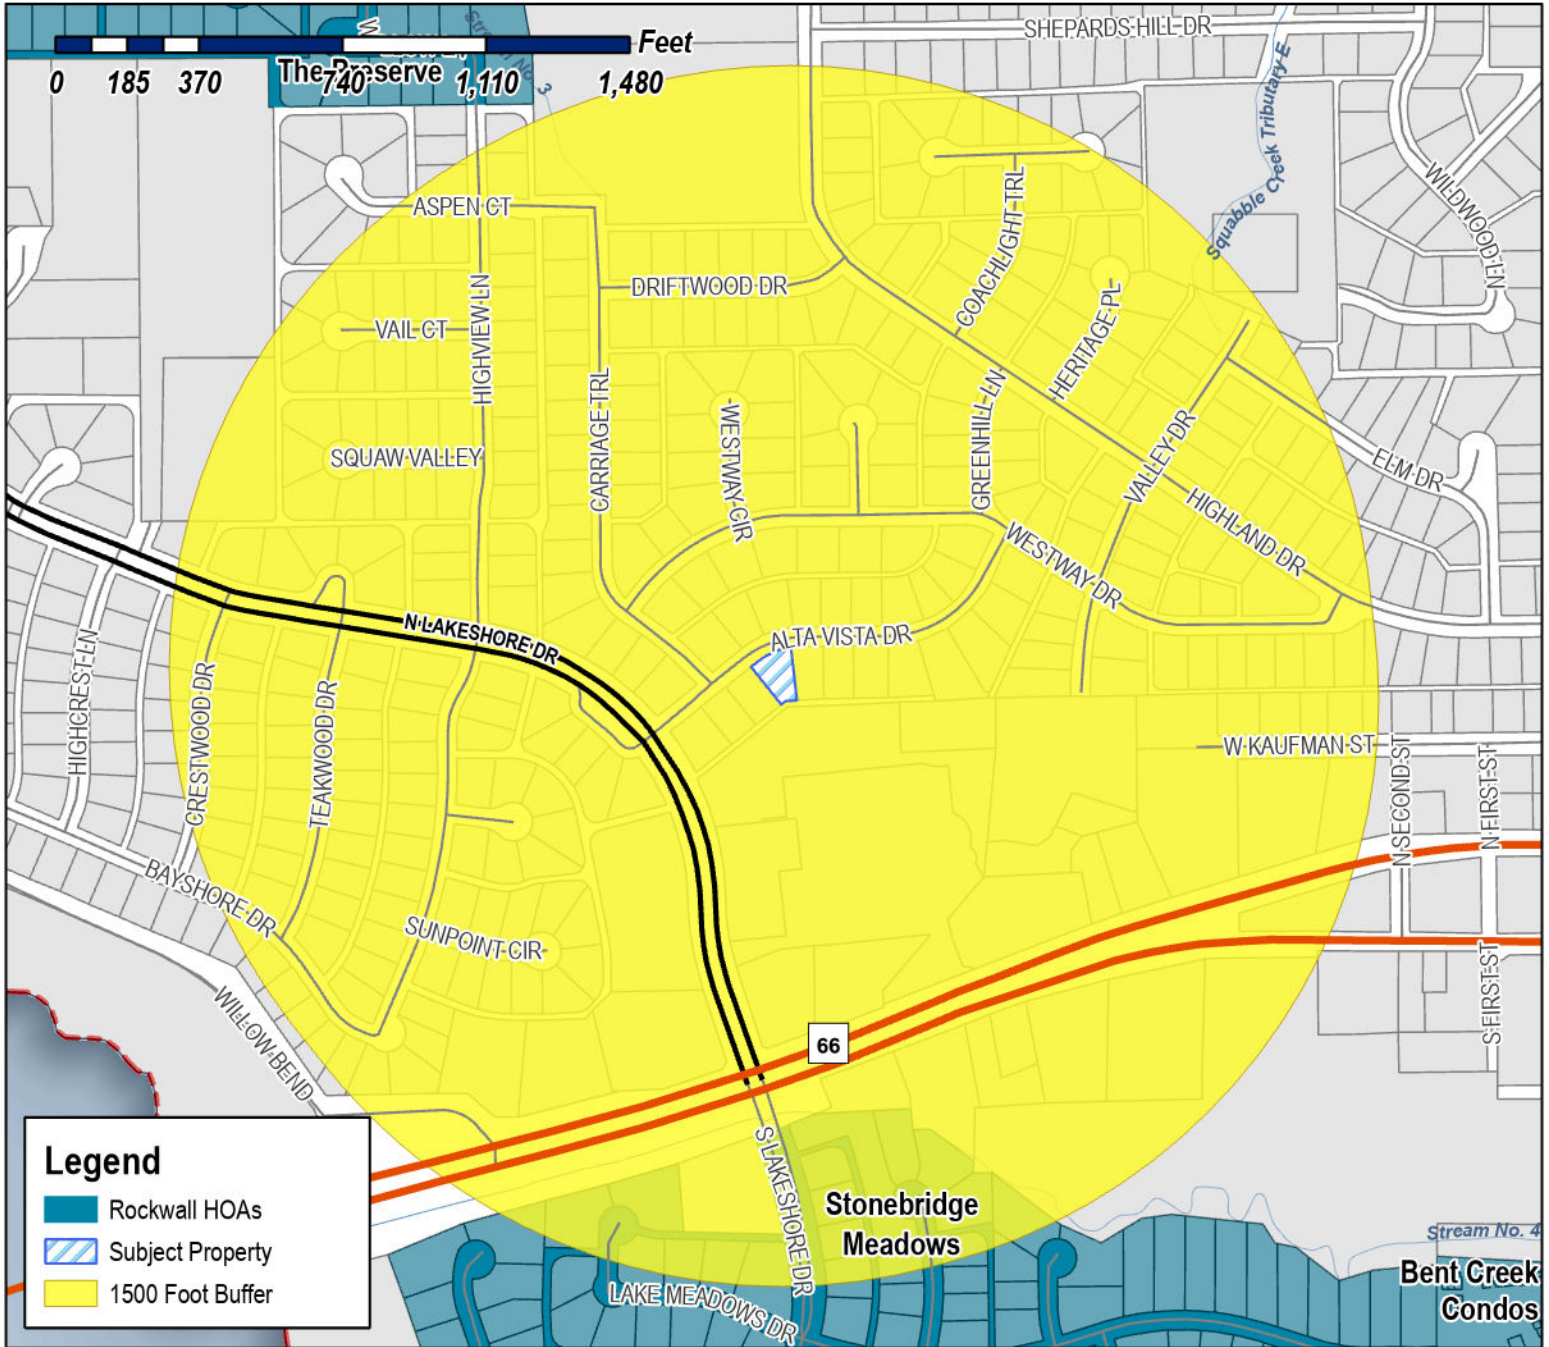 Feet
0 185 370 740 1,110 1,480
The Preserve
Stream No. 3
SHEPARDS HILL DR
Squabble Creek Tributary E
WILDWOOD LN
ASPEN CT
COACHLIGHT TRL
DRIFTWOOD DR
HIGHVIEW LN
VAIL CT
HERITAGE PL
CARRIAGE TRL
WESTWAY CIR
GREENHILL LN
VALLEY DR
SQUAW VALLEY
ELM DR
HIGHLAND DR
WESTWAY DR
N LAKESHORE DR
ALTA VISTA DR
HIGHCREST LN
CRESTWOOD DR
TEAKWOOD DR
W KAUFMAN ST
N SECOND ST
N FIRST ST
BAYSHORE DR
SUNPOINT CIR
S FIRST ST
WILLOW BEND
66
S LAKESHORE DR
Stonebridge
Meadows
LAKE MEADOWS DR
Stream No. 4
Bent Creek
Condos
Legend
Rockwall HOAs
Subject Property
1500 Foot Buffer